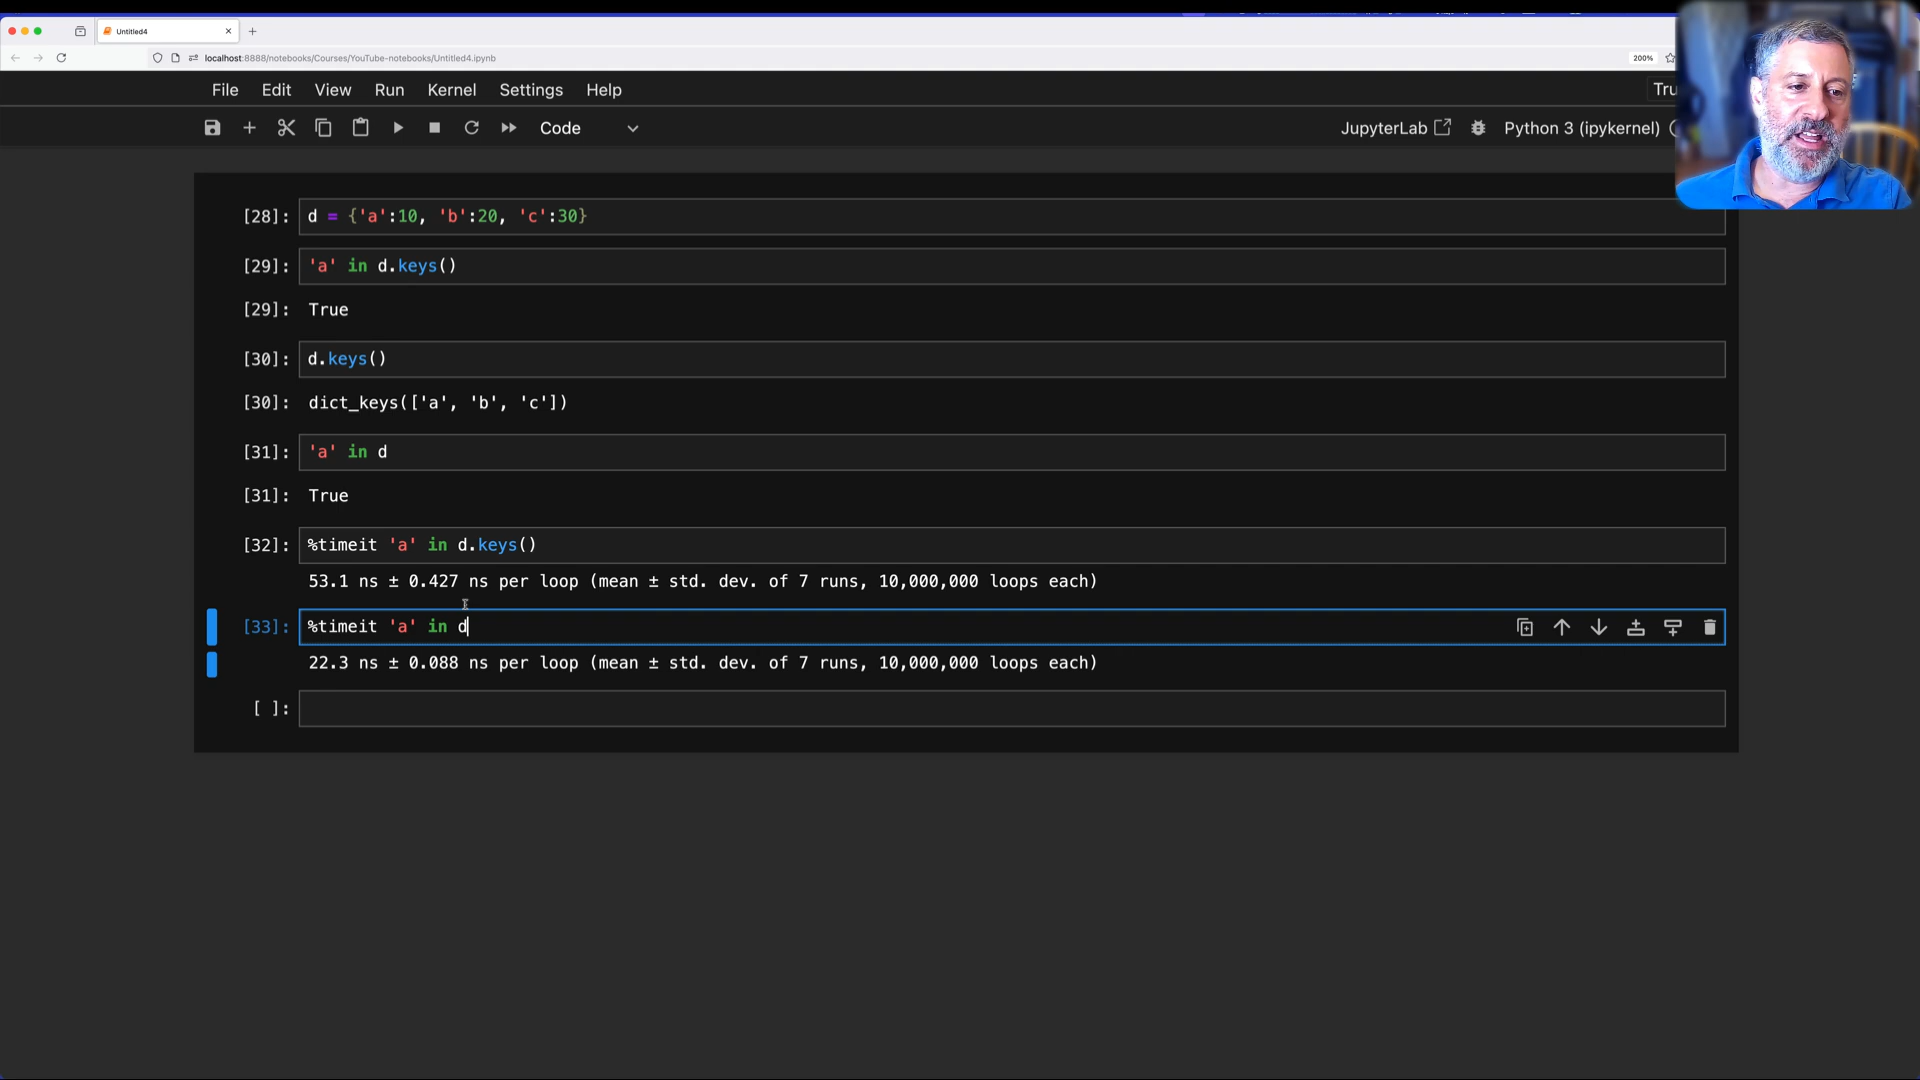 Untitled4
localhost:8888/notebooks/Courses/YouTube-notebooks/Untitled4.ipynb
200%
File Edit View Run Kernel Settings Help
Code
JupyterLab
Python 3 (ipykernel)
[28]: d = {'a':10, 'b':20, 'c':30}
[29]: 'a' in d.keys()
[29]: True
[30]: d.keys()
[30]: dict_keys(['a', 'b', 'c'])
[31]: 'a' in d
[31]: True
[32]: %timeit 'a' in d.keys()
53.1 ns ± 0.427 ns per loop (mean ± std. dev. of 7 runs, 10,000,000 loops each)
[33]: %timeit 'a' in d
22.3 ns ± 0.088 ns per loop (mean ± std. dev. of 7 runs, 10,000,000 loops each)
[ ]: